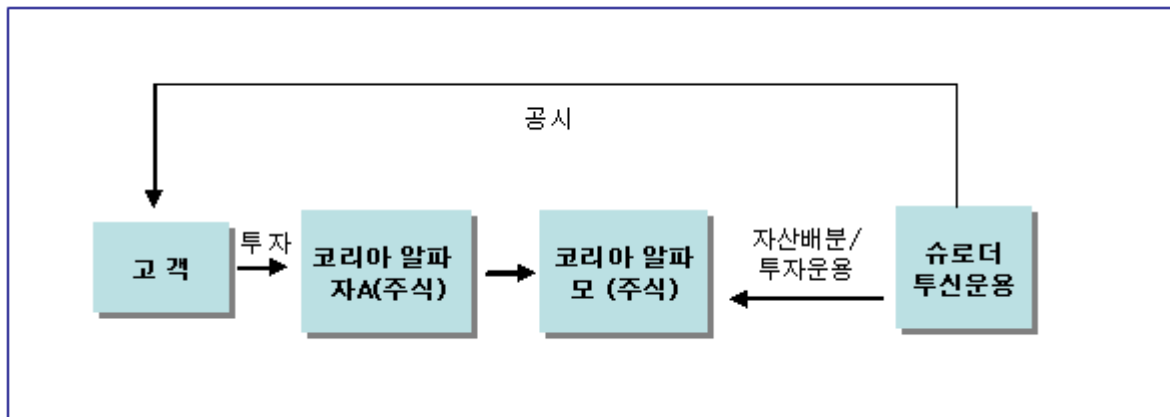 공시
고 객
투 자
코리아 알파
자A(주식)
코리아 알파
모 (주식)
자산배분/
투자운용
슈로더
투신운용